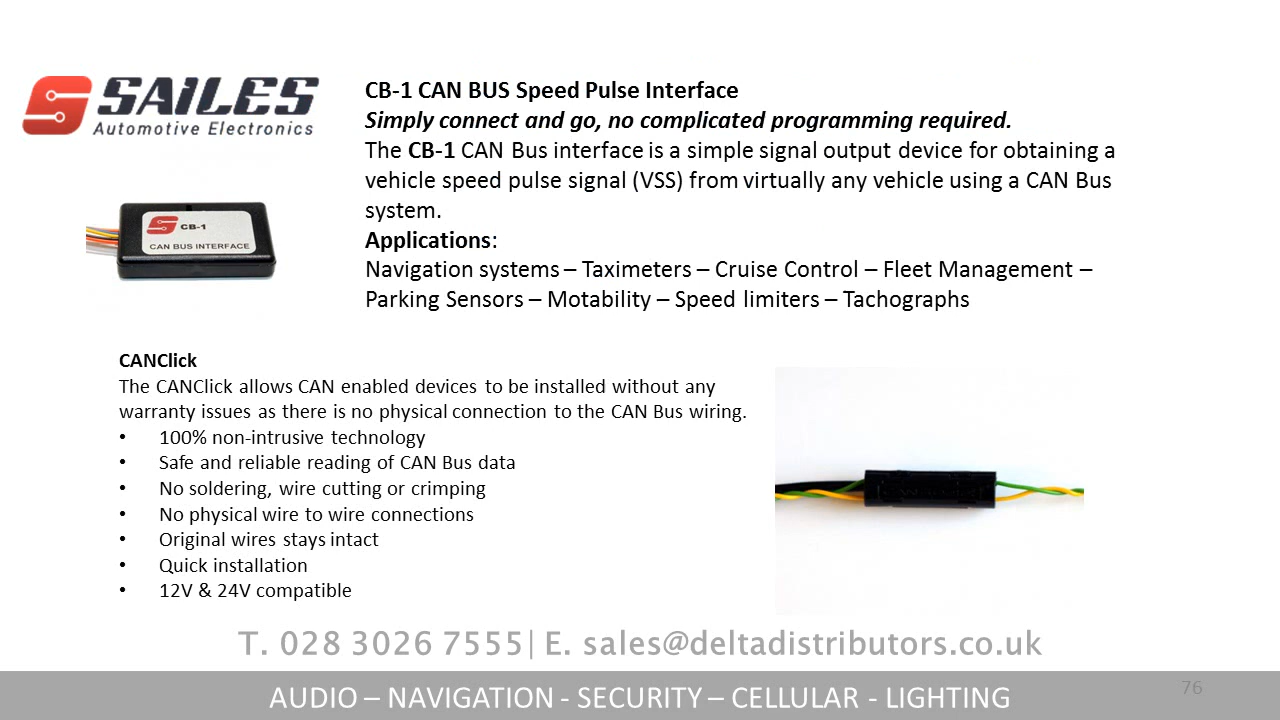 SAILES
Automotive Electronics
CB-1 CAN BUS Speed Pulse Interface
Simply connect and go, no complicated programming required.
The CB-1 CAN Bus interface is a simple signal output device for obtaining a
vehicle speed pulse signal (VSS) from virtually any vehicle using a CAN Bus
system.
Applications:
Navigation systems – Taximeters – Cruise Control – Fleet Management –
Parking Sensors – Motability – Speed limiters – Tachographs
CB-1
CAN BUS INTERFACE
CANClick
The CANClick allows CAN enabled devices to be installed without any
warranty issues as there is no physical connection to the CAN Bus wiring.
• 100% non-intrusive technology
• Safe and reliable reading of CAN Bus data
• No soldering, wire cutting or crimping
• No physical wire to wire connections
• Original wires stays intact
• Quick installation
• 12V & 24V compatible
T. 028 3026 7555| E. sales@deltadistributors.co.uk
AUDIO – NAVIGATION - SECURITY – CELLULAR - LIGHTING
76